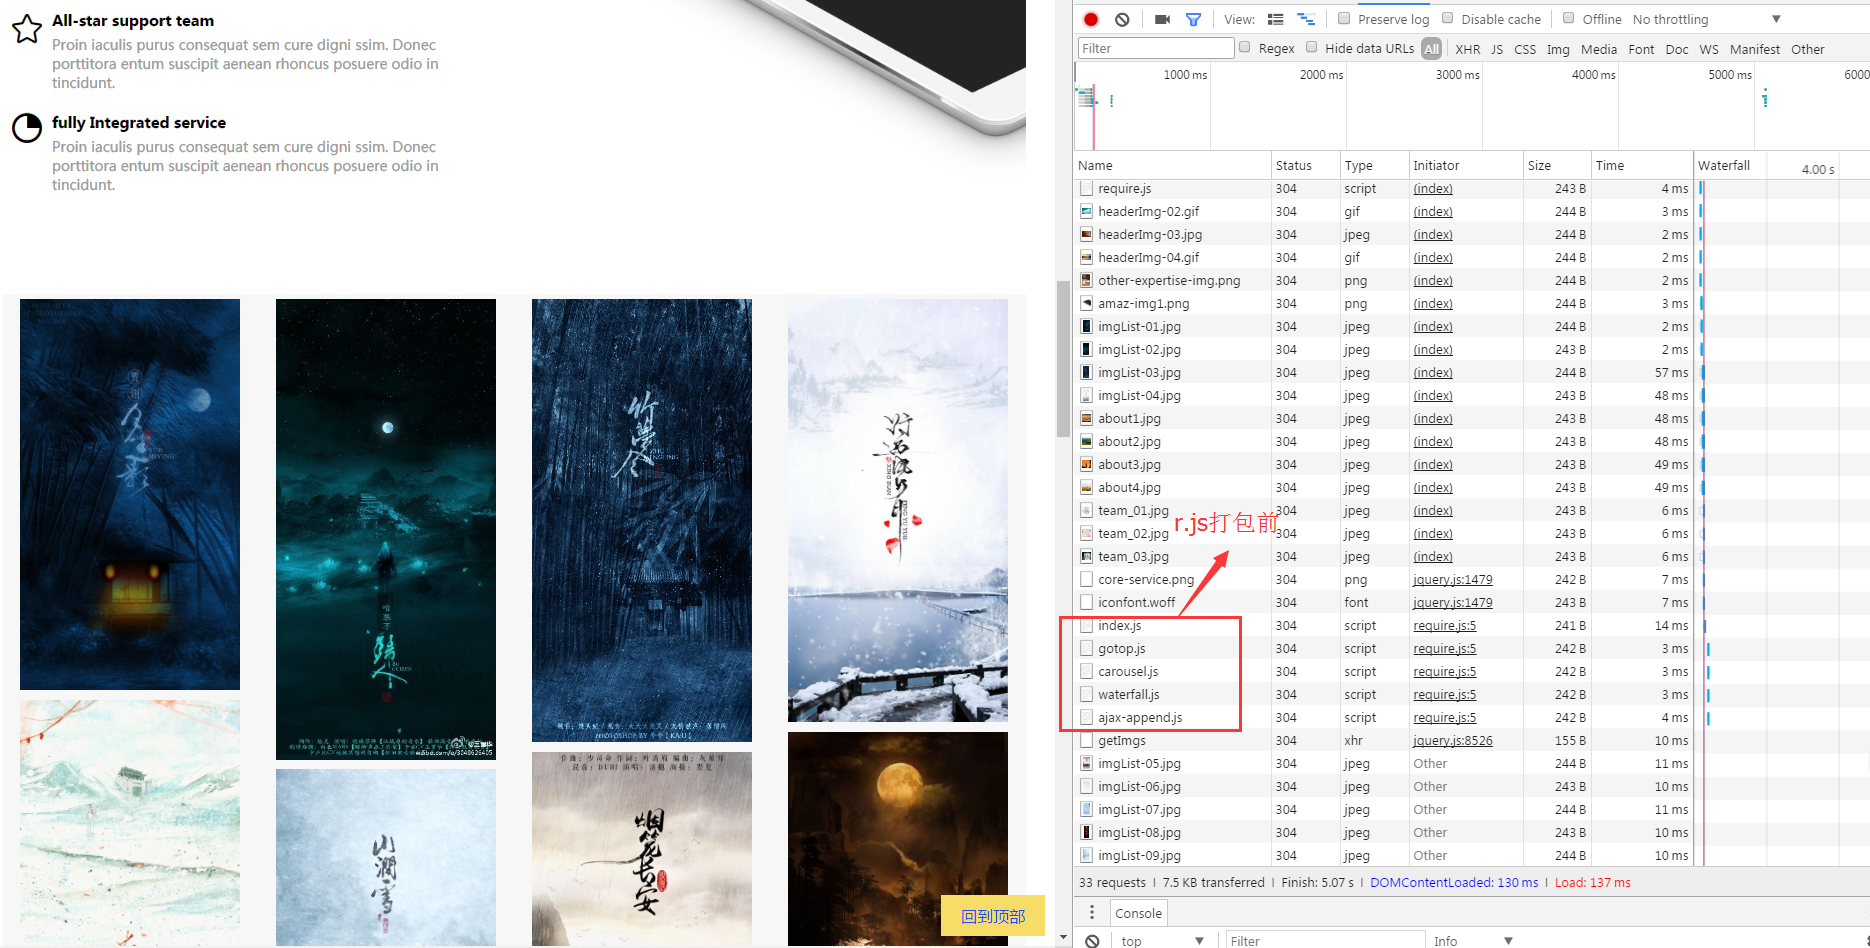 All-star support team
Proin iaculis purus consequat sem cure digni ssim. Donec
porttitora entum suscipit aenean rhoncus posuere odio in
tincidunt.
fully Integrated service
Proin iaculis purus consequat sem cure digni ssim. Donec
porttitora entum suscipit aenean rhoncus posuere odio in
tincidunt.
竹梦令
烟笼长安
山涧雪
回到顶部
View: Preserve log Disable cache Offline No throttling
Filter Regex Hide data URLs All XHR JS CSS Img Media Font Doc WS Manifest Other
1000 ms 2000 ms 3000 ms 4000 ms 5000 ms 6000
Name Status Type Initiator Size Time Waterfall 4.00 s
require.js 304 script (index) 243 B 4 ms
headerImg-02.gif 304 gif (index) 244 B 3 ms
headerImg-03.jpg 304 jpeg (index) 244 B 2 ms
headerImg-04.gif 304 gif (index) 244 B 2 ms
other-expertise-img.png 304 png (index) 243 B 2 ms
amaz-img1.png 304 png (index) 243 B 3 ms
imgList-01.jpg 304 jpeg (index) 244 B 2 ms
imgList-02.jpg 304 jpeg (index) 243 B 2 ms
imgList-03.jpg 304 jpeg (index) 244 B 57 ms
imgList-04.jpg 304 jpeg (index) 243 B 48 ms
about1.jpg 304 jpeg (index) 243 B 48 ms
about2.jpg 304 jpeg (index) 243 B 48 ms
about3.jpg 304 jpeg (index) 243 B 49 ms
about4.jpg 304 jpeg (index) 243 B 49 ms
team_01.jpg 304 jpeg (index) 243 B 6 ms
r.js打包前
team_02.jpg 304 jpeg (index) 243 B 6 ms
team_03.jpg 304 jpeg (index) 243 B 6 ms
core-service.png 304 png jquery.js:1479 242 B 7 ms
iconfont.woff 304 font jquery.js:1479 243 B 7 ms
index.js 304 script require.js:5 241 B 14 ms
gotop.js 304 script require.js:5 242 B 3 ms
carousel.js 304 script require.js:5 242 B 3 ms
waterfall.js 304 script require.js:5 242 B 3 ms
ajax-append.js 304 script require.js:5 242 B 4 ms
getImgs 304 xhr jquery.js:8526 155 B 10 ms
imgList-05.jpg 304 jpeg Other 244 B 11 ms
imgList-06.jpg 304 jpeg Other 244 B 10 ms
imgList-07.jpg 304 jpeg Other 244 B 11 ms
imgList-08.jpg 304 jpeg Other 243 B 10 ms
imgList-09.jpg 304 jpeg Other 244 B 10 ms
33 requests | 7.5 KB transferred | Finish: 5.07 s | DOMContentLoaded: 130 ms | Load: 137 ms
Console
top Filter Info